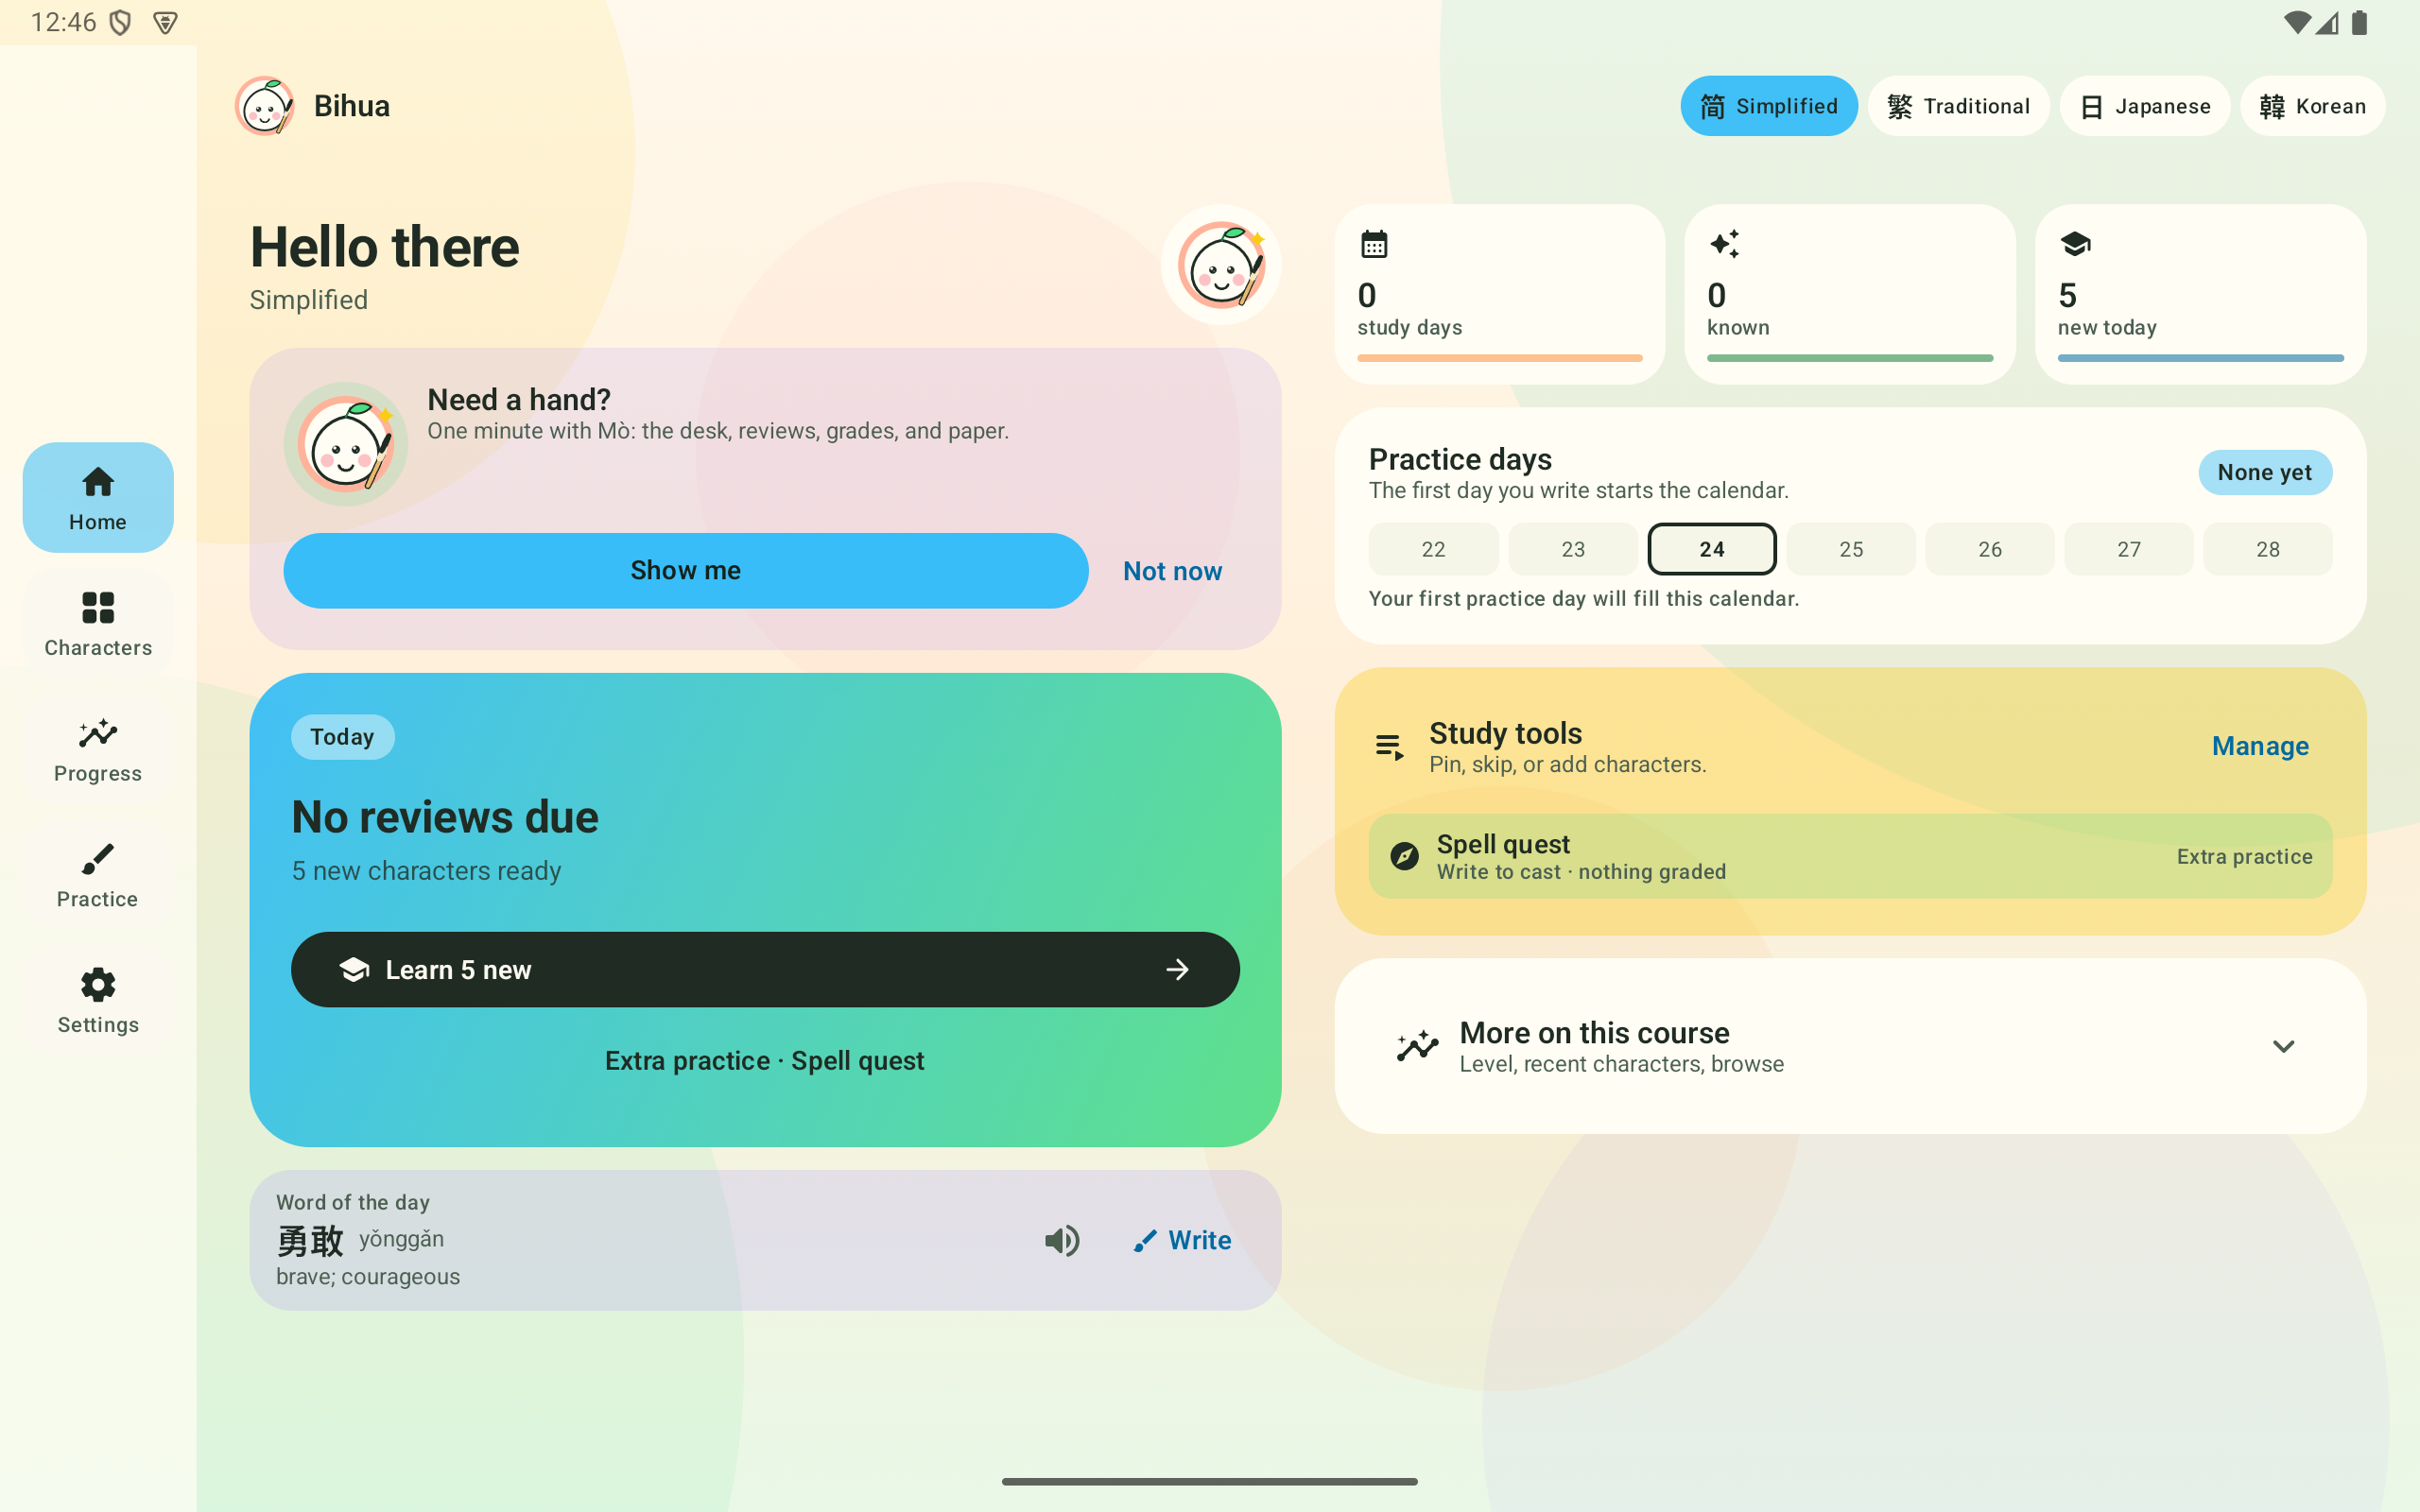 12:46
Bihua
简 Simplified
繁 Traditional
日 Japanese
韓 Korean
Hello there
Simplified
Need a hand?
One minute with Mò: the desk, reviews, grades, and paper.
Show me
Not now
Today
No reviews due
5 new characters ready
Learn 5 new
Extra practice · Spell quest
Word of the day
勇敢 yǒnggǎn
brave; courageous
Write
0
study days
0
known
5
new today
Practice days
The first day you write starts the calendar.
None yet
22 23 24 25 26 27 28
Your first practice day will fill this calendar.
Study tools
Pin, skip, or add characters.
Manage
Spell quest
Write to cast · nothing graded
Extra practice
More on this course
Level, recent characters, browse
Home
Characters
Progress
Practice
Settings